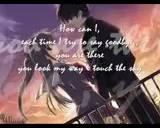 How can I,
each time I try to say goodbye,
you are there
you look my way I touch the sky